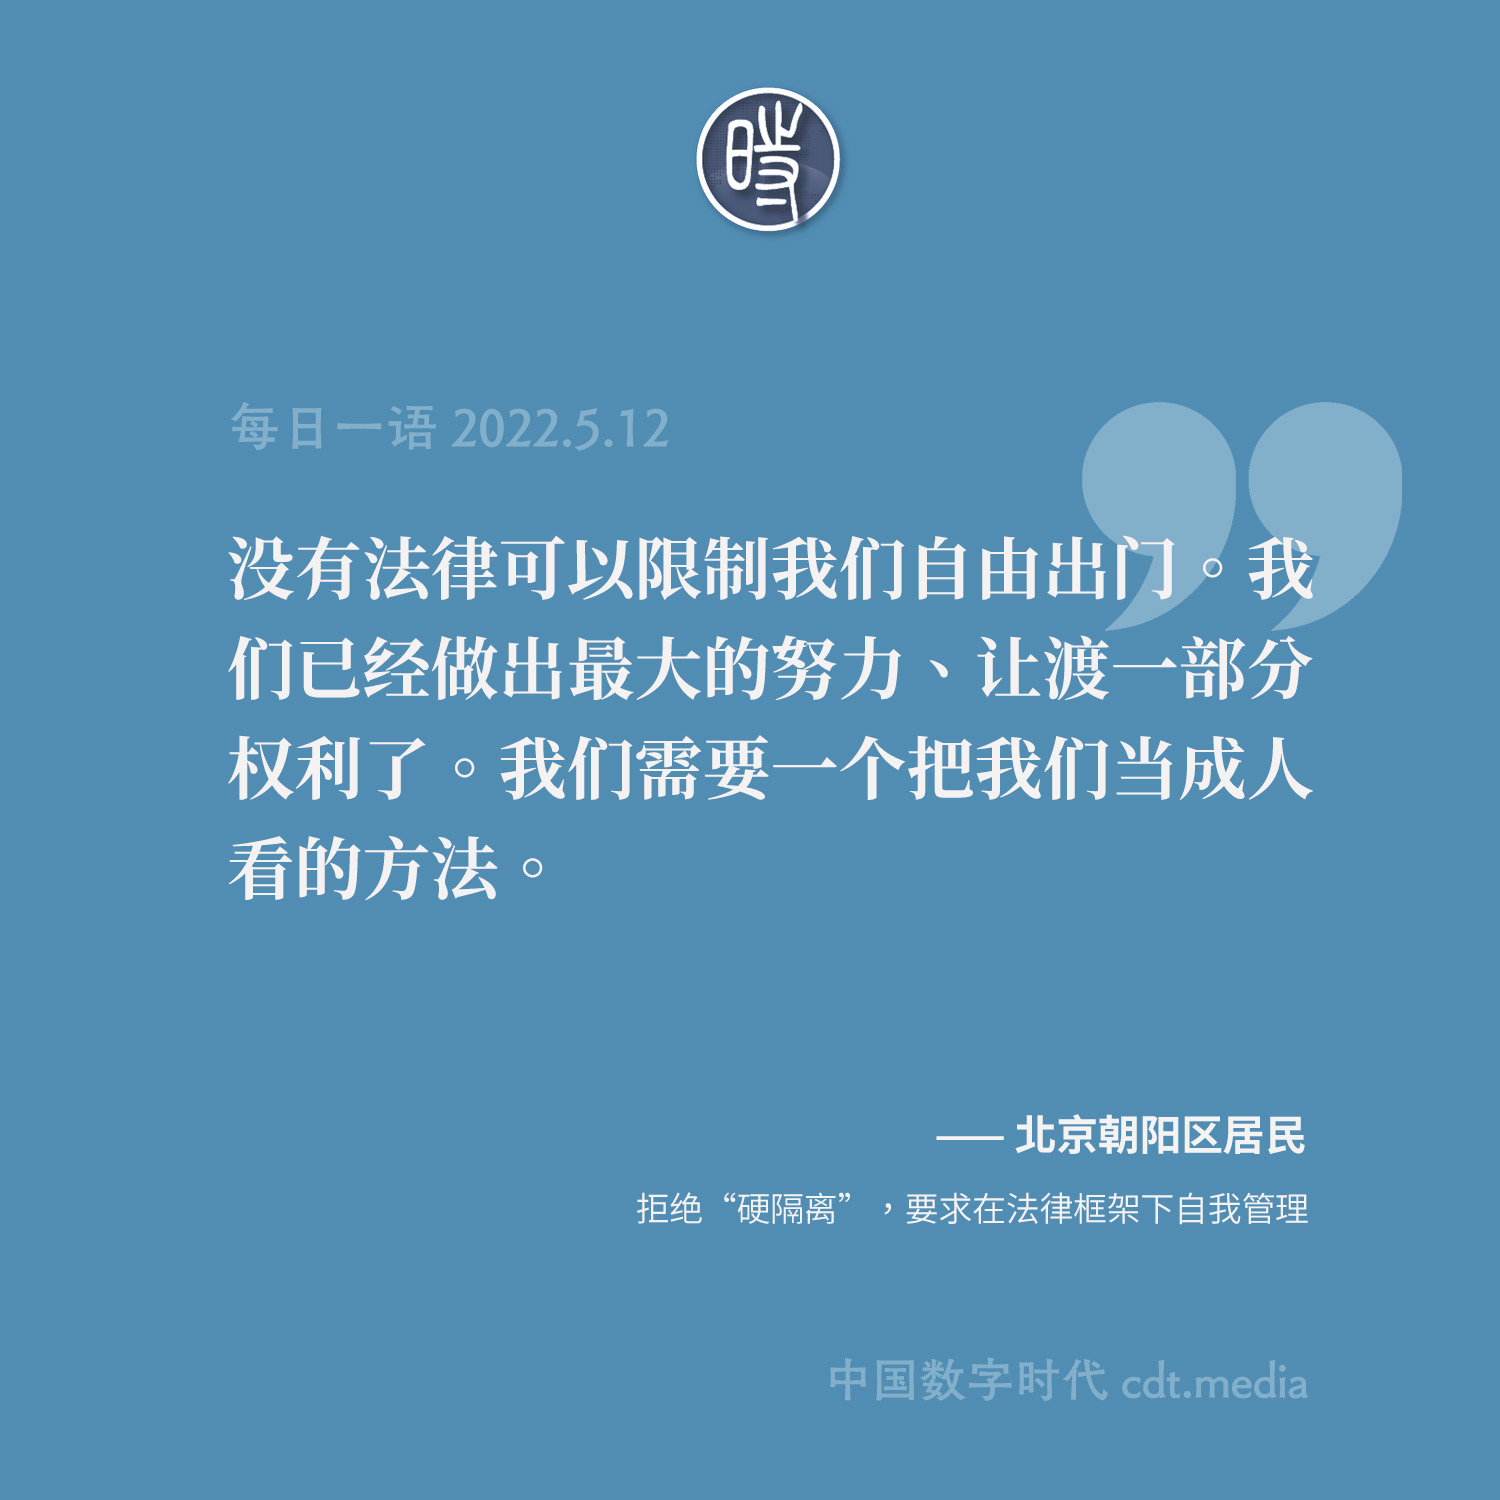 時
每日一语 2022.5.12
没有法律可以限制我们自由出门。我
们已经做出最大的努力、让渡一部分
权利了。我们需要一个把我们当成人
看的方法。
—— 北京朝阳区居民
拒绝“硬隔离”，要求在法律框架下自我管理
中国数字时代 cdt.media